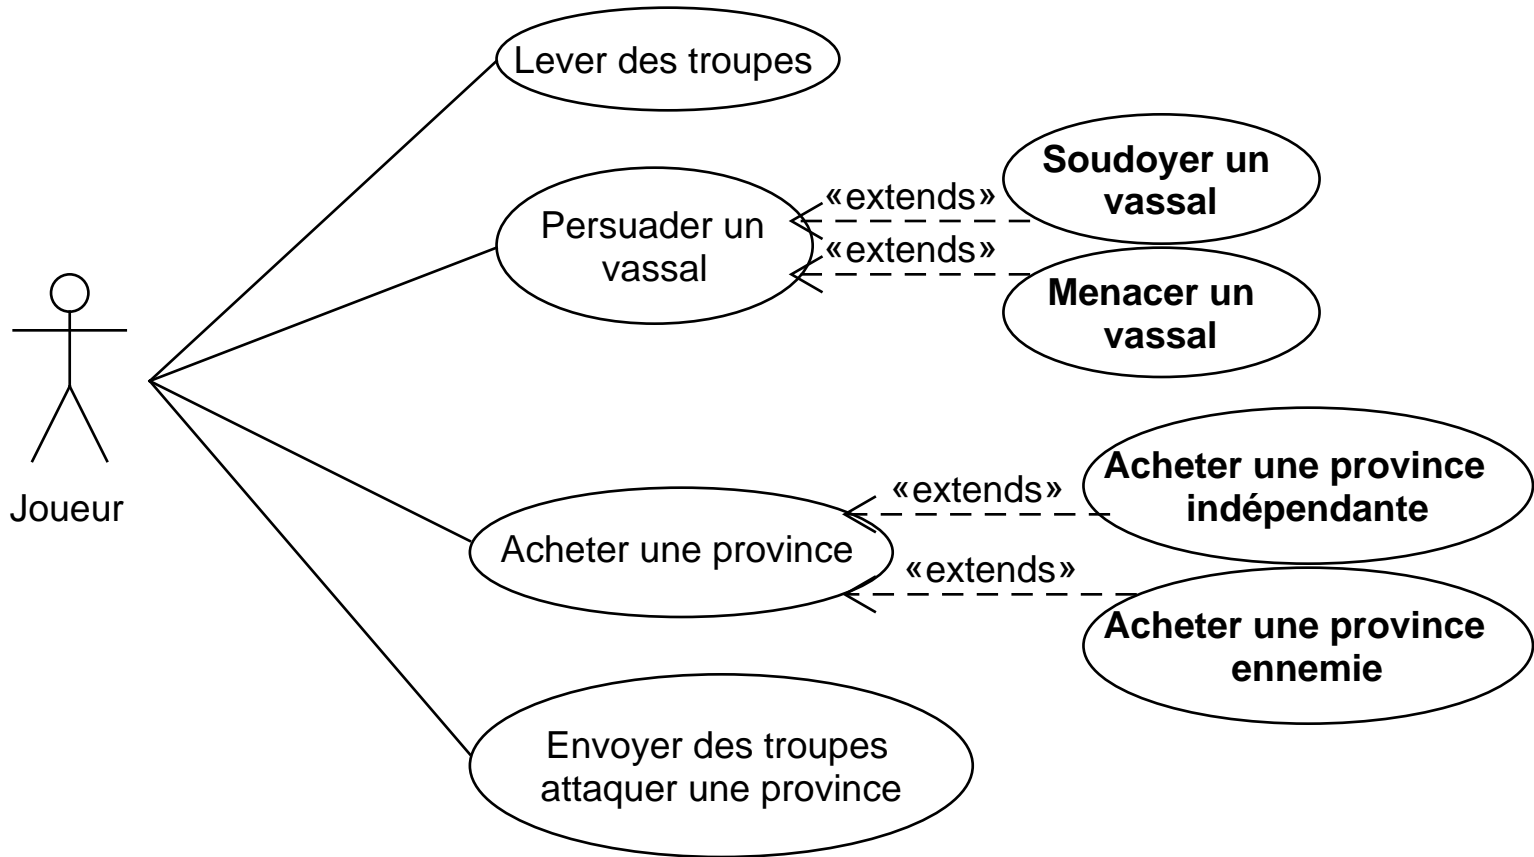 Lever des troupes
«extends»
Soudoyer un
vassal
Persuader un
vassal
«extends»
Menacer un
vassal
Joueur
Acheter une province
«extends»
Acheter une province
indépendante
«extends»
Acheter une province
ennemie
Envoyer des troupes
attaquer une province